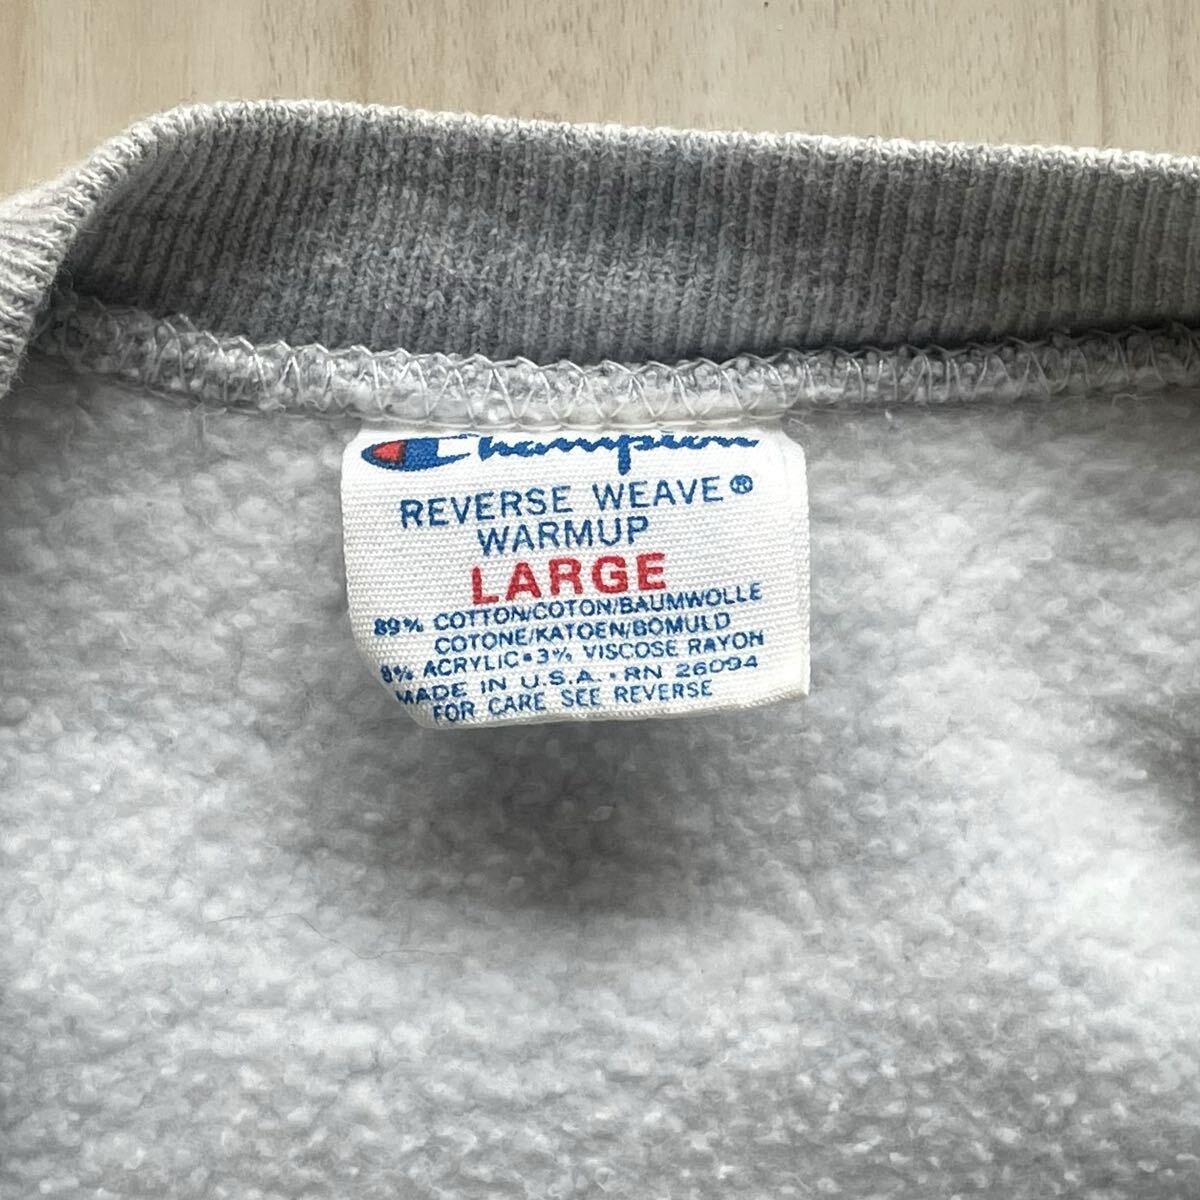 Champion
REVERSE WEAVE®
WARMUP
LARGE
89% COTTON/COTON/BAUMWOLLE
COTONE/KATOEN/BOMULD
8% ACRYLIC • 3% VISCOSE RAYON
MADE IN U.S.A. • RN 26094
FOR CARE SEE REVERSE